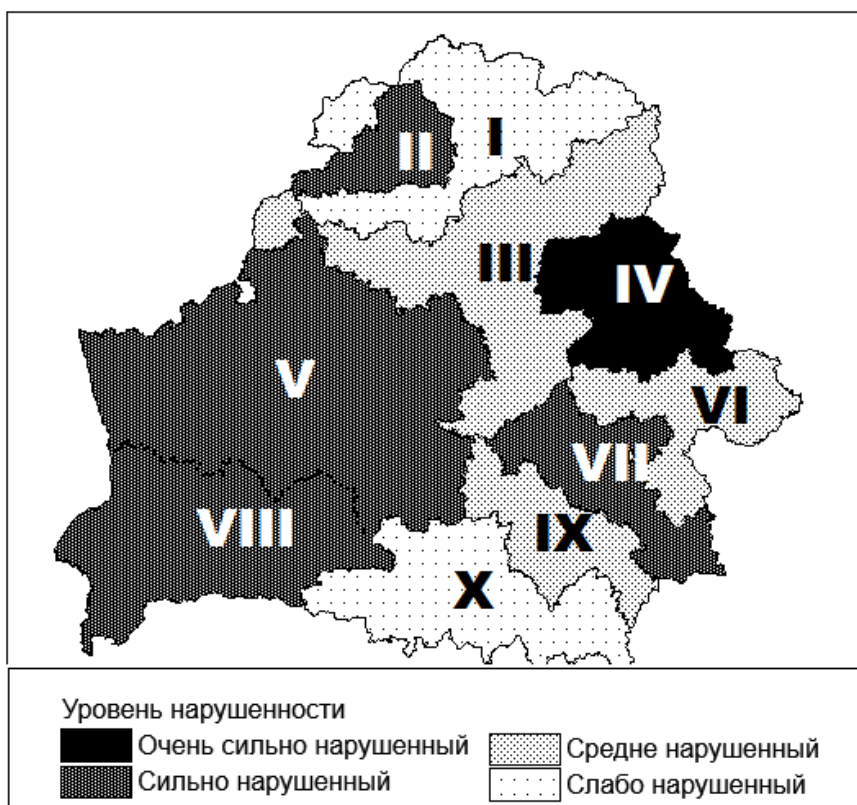 I
II
III
IV
V
VI
VII
VIII
IX
X
Уровень нарушенности
Очень сильно нарушенный
Средне нарушенный
Сильно нарушенный
Слабо нарушенный